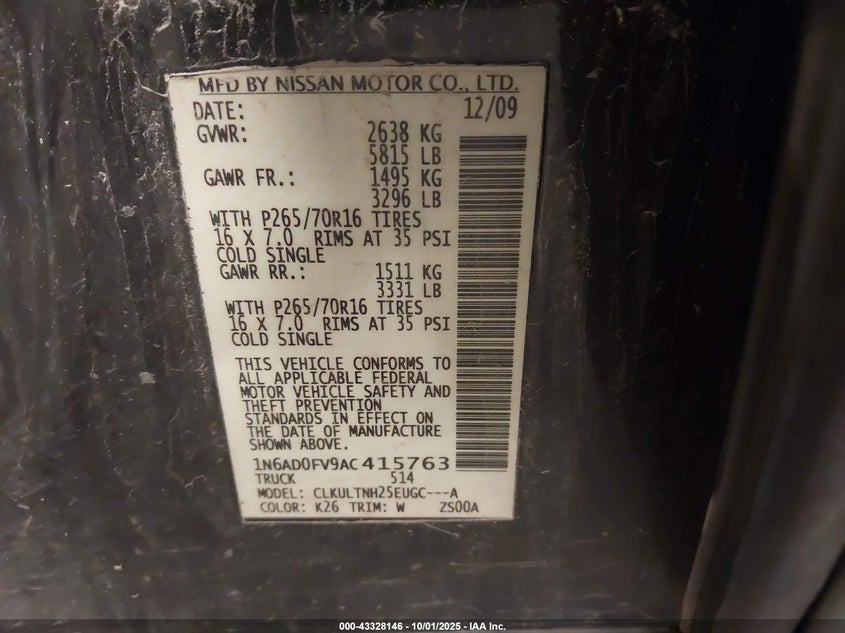 MFD BY NISSAN MOTOR CO., LTD.
DATE: 12/09
GVWR: 2638 KG
5815 LB
GAWR FR.: 1495 KG
3296 LB
WITH P265/70R16 TIRES
16 X 7.0 RIMS AT 35 PSI
COLD SINGLE
GAWR RR.: 1511 KG
3331 LB
WITH P265/70R16 TIRES
16 X 7.0 RIMS AT 35 PSI
COLD SINGLE
THIS VEHICLE CONFORMS TO
ALL APPLICABLE FEDERAL
MOTOR VEHICLE SAFETY AND
THEFT PREVENTION
STANDARDS IN EFFECT ON
THE DATE OF MANUFACTURE
SHOWN ABOVE.
1N6AD0FV9AC415763
TRUCK 514
MODEL: CLKULTNH25EUGC---A
COLOR: K26 TRIM: W ZS00A
000-43328146 - 10/01/2025 - IAA Inc.